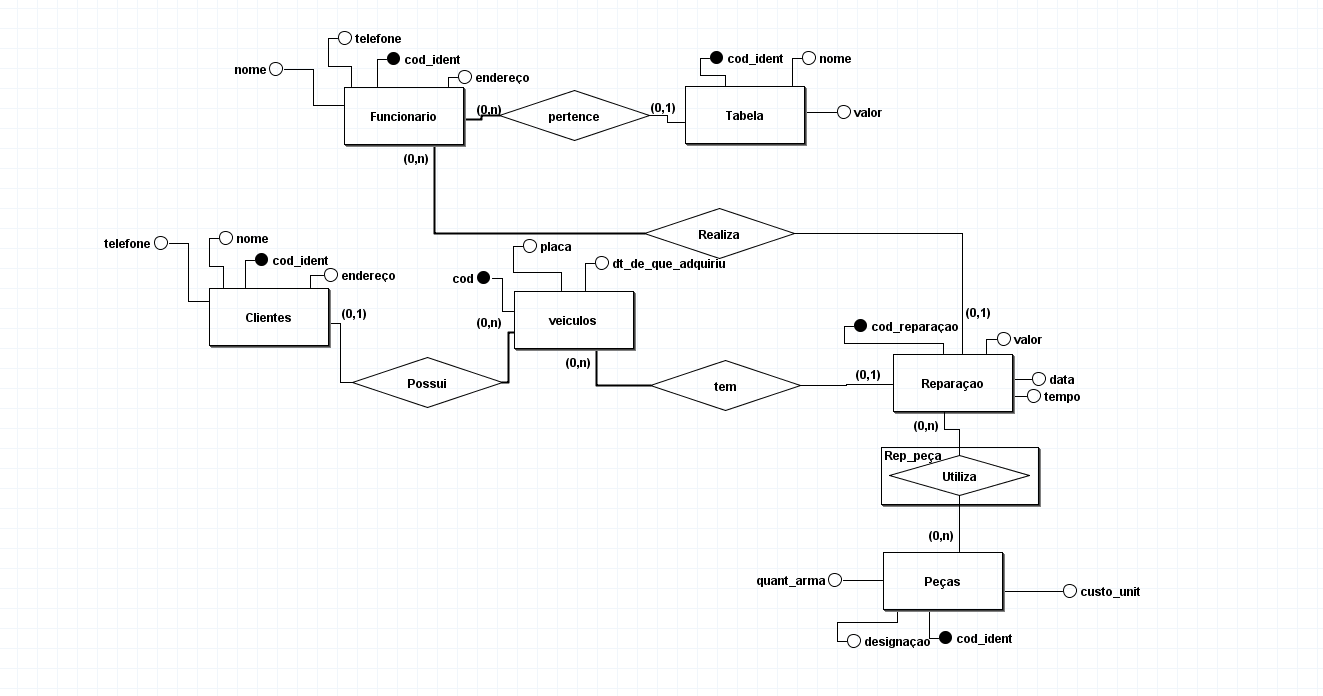 telefone
cod_ident
nome
endereço
Funcionario
(0,n)
pertence
(0,1)
cod_ident
nome
Tabela
valor
(0,n)
Realiza
(0,1)
telefone
nome
cod_ident
endereço
Clientes
(0,1)
Possui
(0,n)
placa
dt_de_que_adquiriu
cod
veiculos
(0,n)
tem
(0,1)
cod_reparaçao
valor
Reparaçao
data
tempo
(0,n)
Rep_peça
Utiliza
(0,n)
quant_arma
Peças
custo_unit
designaçao
cod_ident